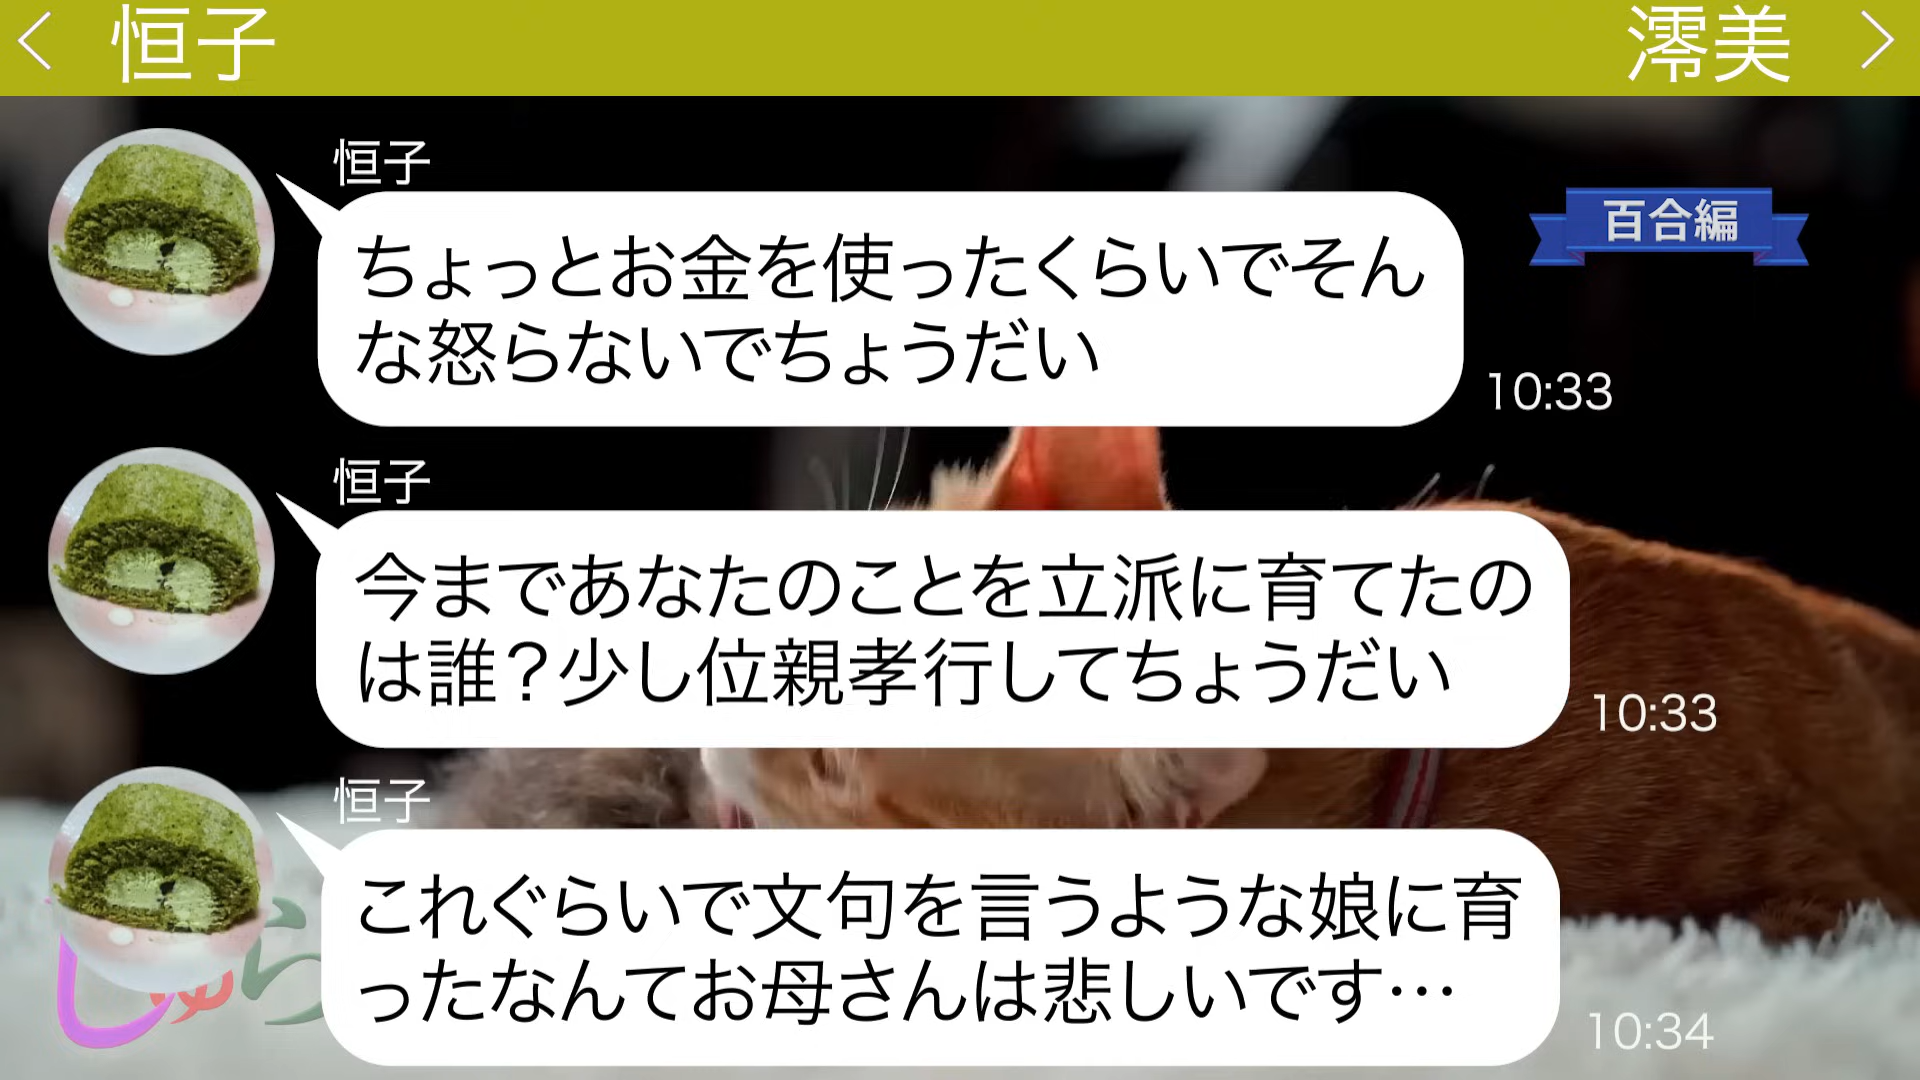 恒子
澪美
恒子
百合編
ちょっとお金を使ったくらいでそん
な怒らないでちょうだい
10:33
恒子
今まであなたのことを立派に育てたの
は誰？少し位親孝行してちょうだい
10:33
恒子
これぐらいで文句を言うような娘に育
ったなんてお母さんは悲しいです…
10:34
しゅら